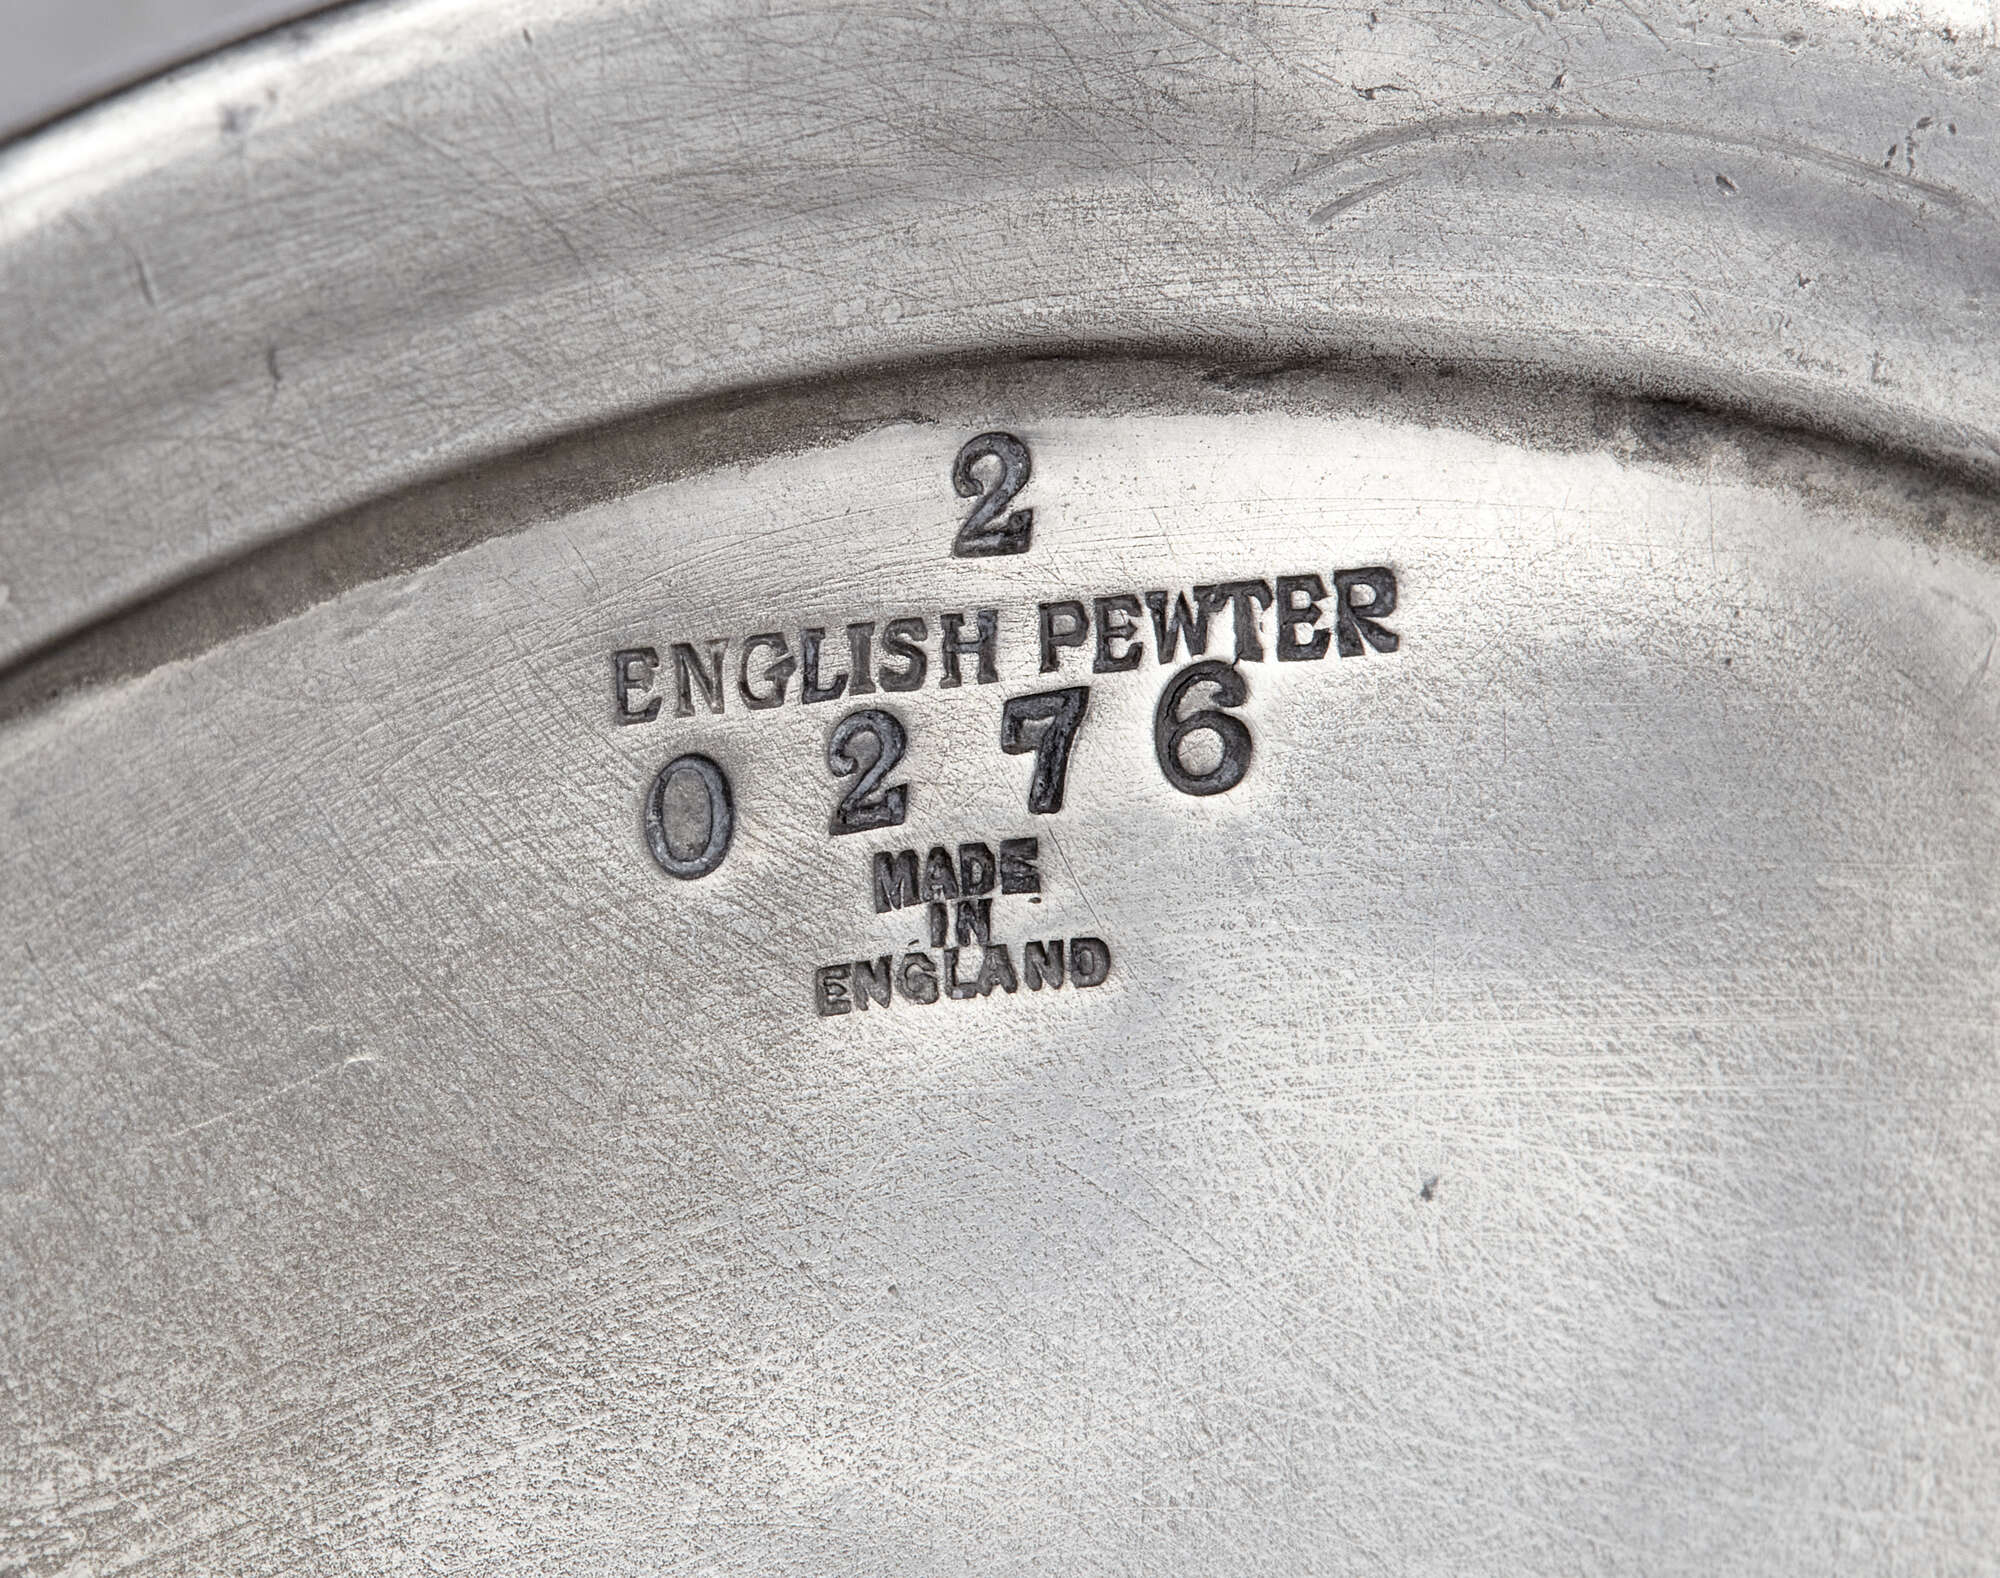 2
ENGLISH PEWTER
0 2 7 6
MADE
IN
ENGLAND